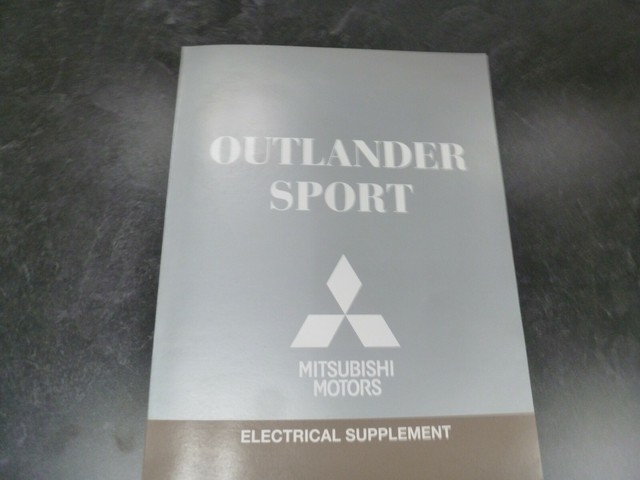 OUTLANDER
SPORT
MITSUBISHI
MOTORS
ELECTRICAL SUPPLEMENT